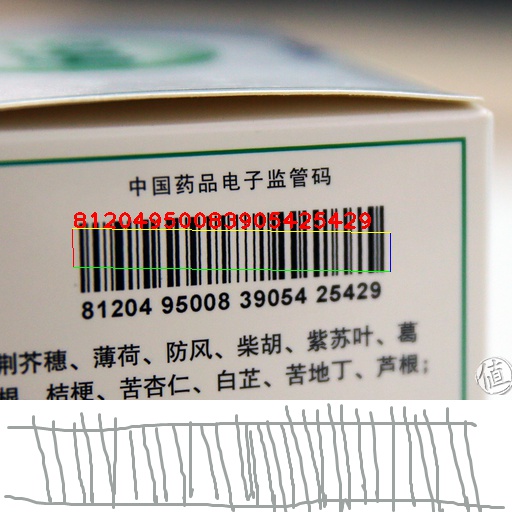 中国药品电子监管码
81204950083905425429
81204 95008 39054 25429
荆芥穗、薄荷、防风、柴胡、紫苏叶、葛
根、桔梗、苦杏仁、白芷、苦地丁、芦根；
值